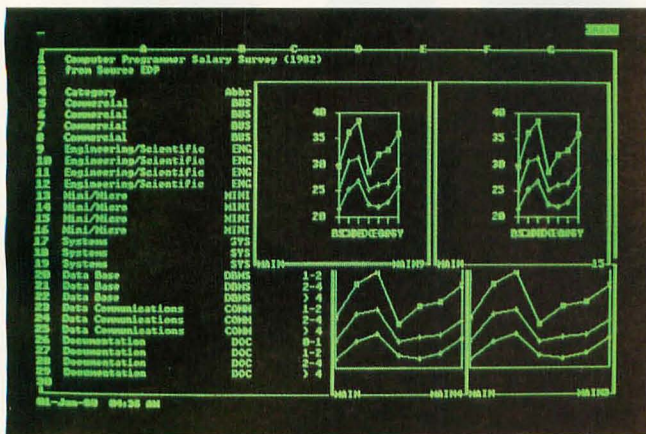 A B C D E F G
1 Computer Programmer Salary Survey (1982)
2 from Source EDP
3
4 Category Abbr
5 Commercial BUS
6 Commercial BUS
7 Commercial BUS
8 Commercial BUS
9 Engineering/Scientific ENG
10 Engineering/Scientific ENG
11 Engineering/Scientific ENG
12 Engineering/Scientific ENG
13 Mini/Micro MINI
14 Mini/Micro MINI
15 Mini/Micro MINI
16 Mini/Micro MINI
17 Systems SYS
18 Systems SYS
19 Systems SYS
20 Data Base DBMS 1-2
21 Data Base DBMS 2-4
22 Data Base DBMS > 4
23 Data Communications COMM 1-2
24 Data Communications COMM 2-4
25 Data Communications COMM > 4
26 Documentation DOC 0-1
27 Documentation DOC 1-2
28 Documentation DOC 2-4
29 Documentation DOC > 4
30
40
35
30
25
20
MAIN
40
35
30
25
20
MAIN
15
MAIN
MAIN
01-Jan-80 04:36 AM